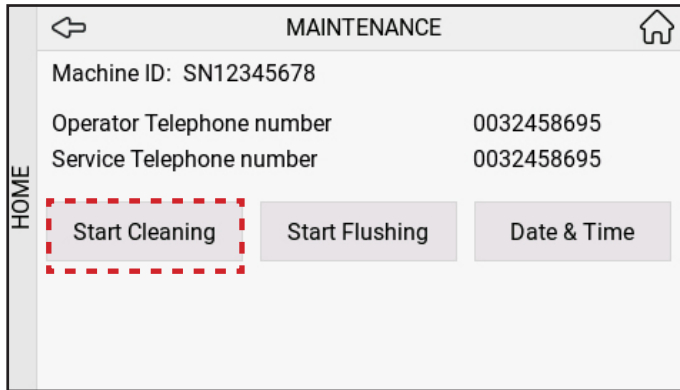 MAINTENANCE
Machine ID: SN12345678
Operator Telephone number 0032458695
Service Telephone number 0032458695
HOME
Start Cleaning Start Flushing Date & Time